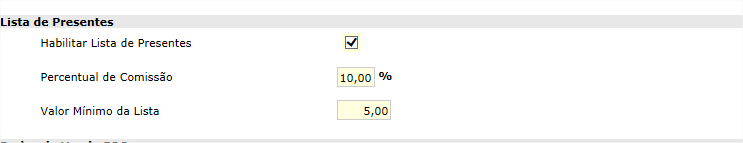 Lista de Presentes
Habilitar Lista de Presentes
Percentual de Comissão 10,00 %
Valor Mínimo da Lista 5,00